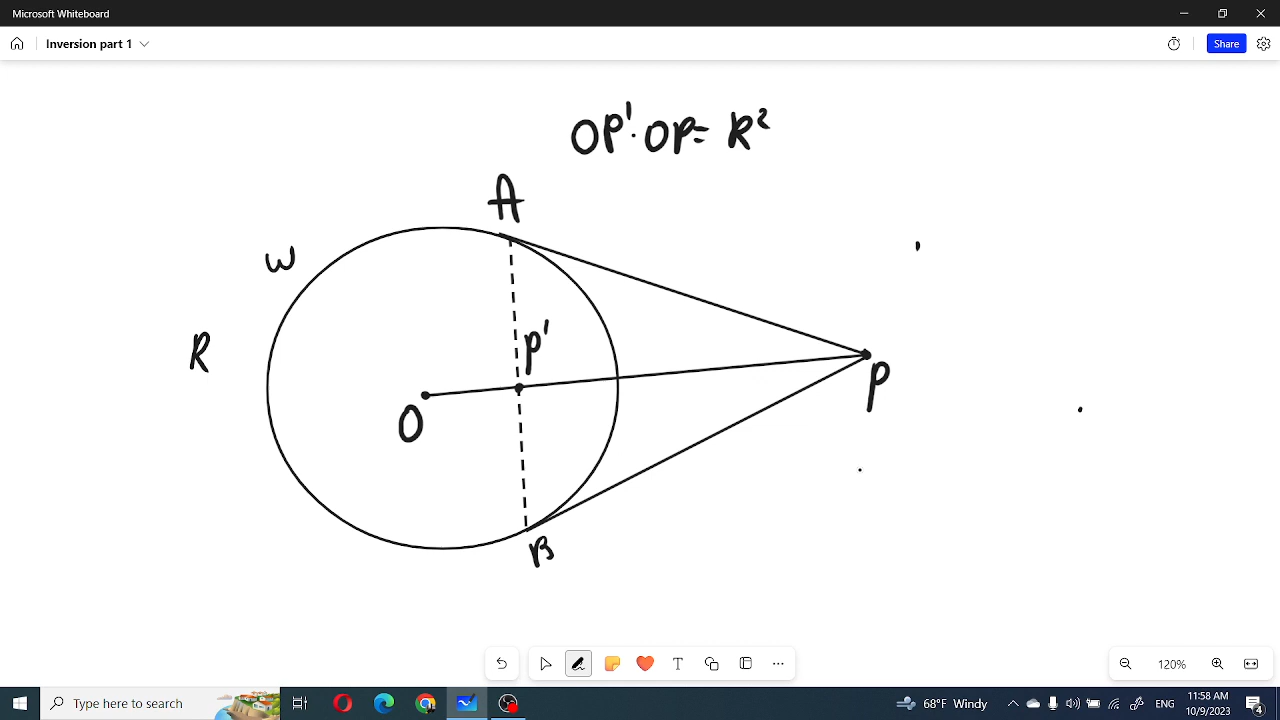 Microsoft Whiteboard
Inversion part 1
Share
OP'·OP= R²
A
ω
R
P'
P
O
B
T
120%
Type here to search
68°F Windy
ENG
11:58 AM
10/9/2023